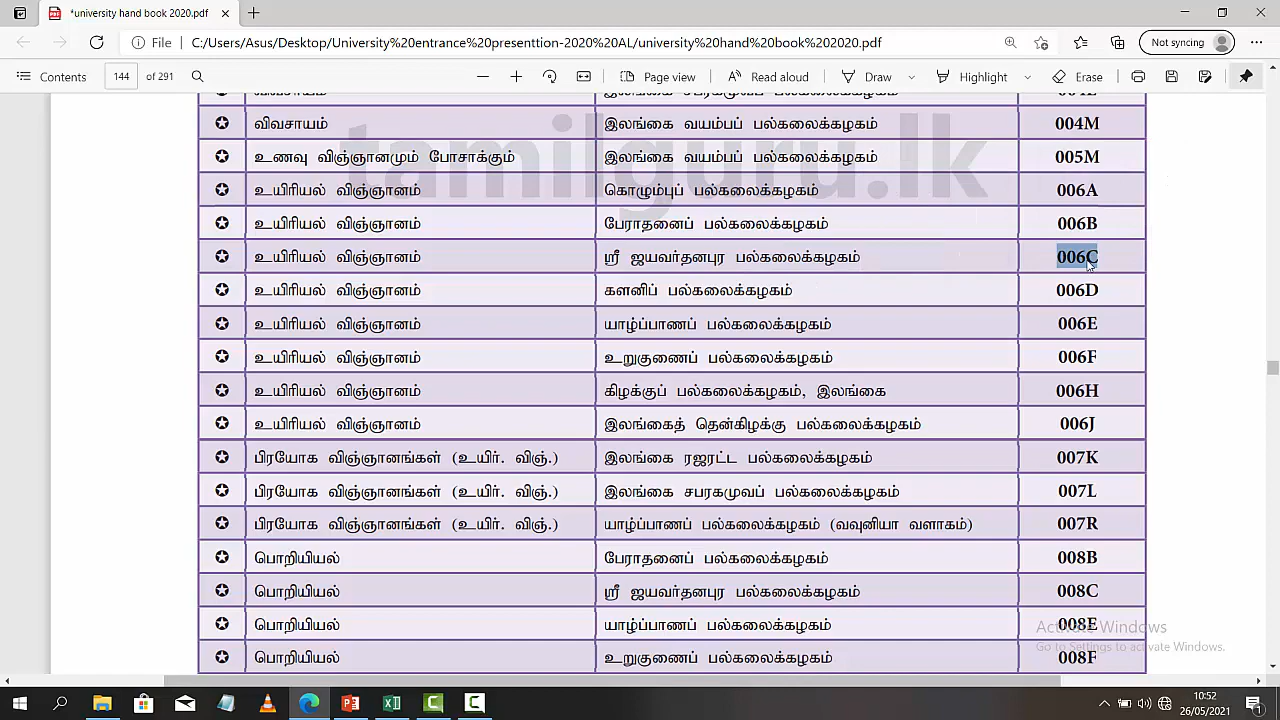 *university hand book 2020.pdf
File C:/Users/Asus/Desktop/University%20entrance%20presenttion-2020%20AL/university%20hand%20book%202020.pdf Not syncing
Contents 144 of 291 Page view Read aloud Draw Highlight Erase
✪ விவசாயம் இலங்கை வயம்பப் பல்கலைக்கழகம் 004M
✪ உணவு விஞ்ஞானமும் போசாக்கும் இலங்கை வயம்பப் பல்கலைக்கழகம் 005M
tamilguru.lk
✪ உயிரியல் விஞ்ஞானம் கொழும்புப் பல்கலைக்கழகம் 006A
✪ உயிரியல் விஞ்ஞானம் பேராதனைப் பல்கலைக்கழகம் 006B
✪ உயிரியல் விஞ்ஞானம் ஸ்ரீ ஜயவர்தனபுர பல்கலைக்கழகம் 006C
✪ உயிரியல் விஞ்ஞானம் களனிப் பல்கலைக்கழகம் 006D
✪ உயிரியல் விஞ்ஞானம் யாழ்ப்பாணப் பல்கலைக்கழகம் 006E
✪ உயிரியல் விஞ்ஞானம் உறுகுணைப் பல்கலைக்கழகம் 006F
✪ உயிரியல் விஞ்ஞானம் கிழக்குப் பல்கலைக்கழகம், இலங்கை 006H
✪ உயிரியல் விஞ்ஞானம் இலங்கைத் தென்கிழக்கு பல்கலைக்கழகம் 006J
✪ பிரயோக விஞ்ஞானங்கள் (உயிர். விஞ்.) இலங்கை ரஜரட்ட பல்கலைக்கழகம் 007K
✪ பிரயோக விஞ்ஞானங்கள் (உயிர். விஞ்.) இலங்கை சபரகமுவப் பல்கலைக்கழகம் 007L
✪ பிரயோக விஞ்ஞானங்கள் (உயிர். விஞ்.) யாழ்ப்பாணப் பல்கலைக்கழகம் (வவுனியா வளாகம்) 007R
✪ பொறியியல் பேராதனைப் பல்கலைக்கழகம் 008B
✪ பொறியியல் ஸ்ரீ ஜயவர்தனபுர பல்கலைக்கழகம் 008C
✪ பொறியியல் யாழ்ப்பாணப் பல்கலைக்கழகம் 008E
Activate Windows
Go to Settings to activate Windows.
✪ பொறியியல் உறுகுணைப் பல்கலைக்கழகம் 008F
10:52
26/05/2021